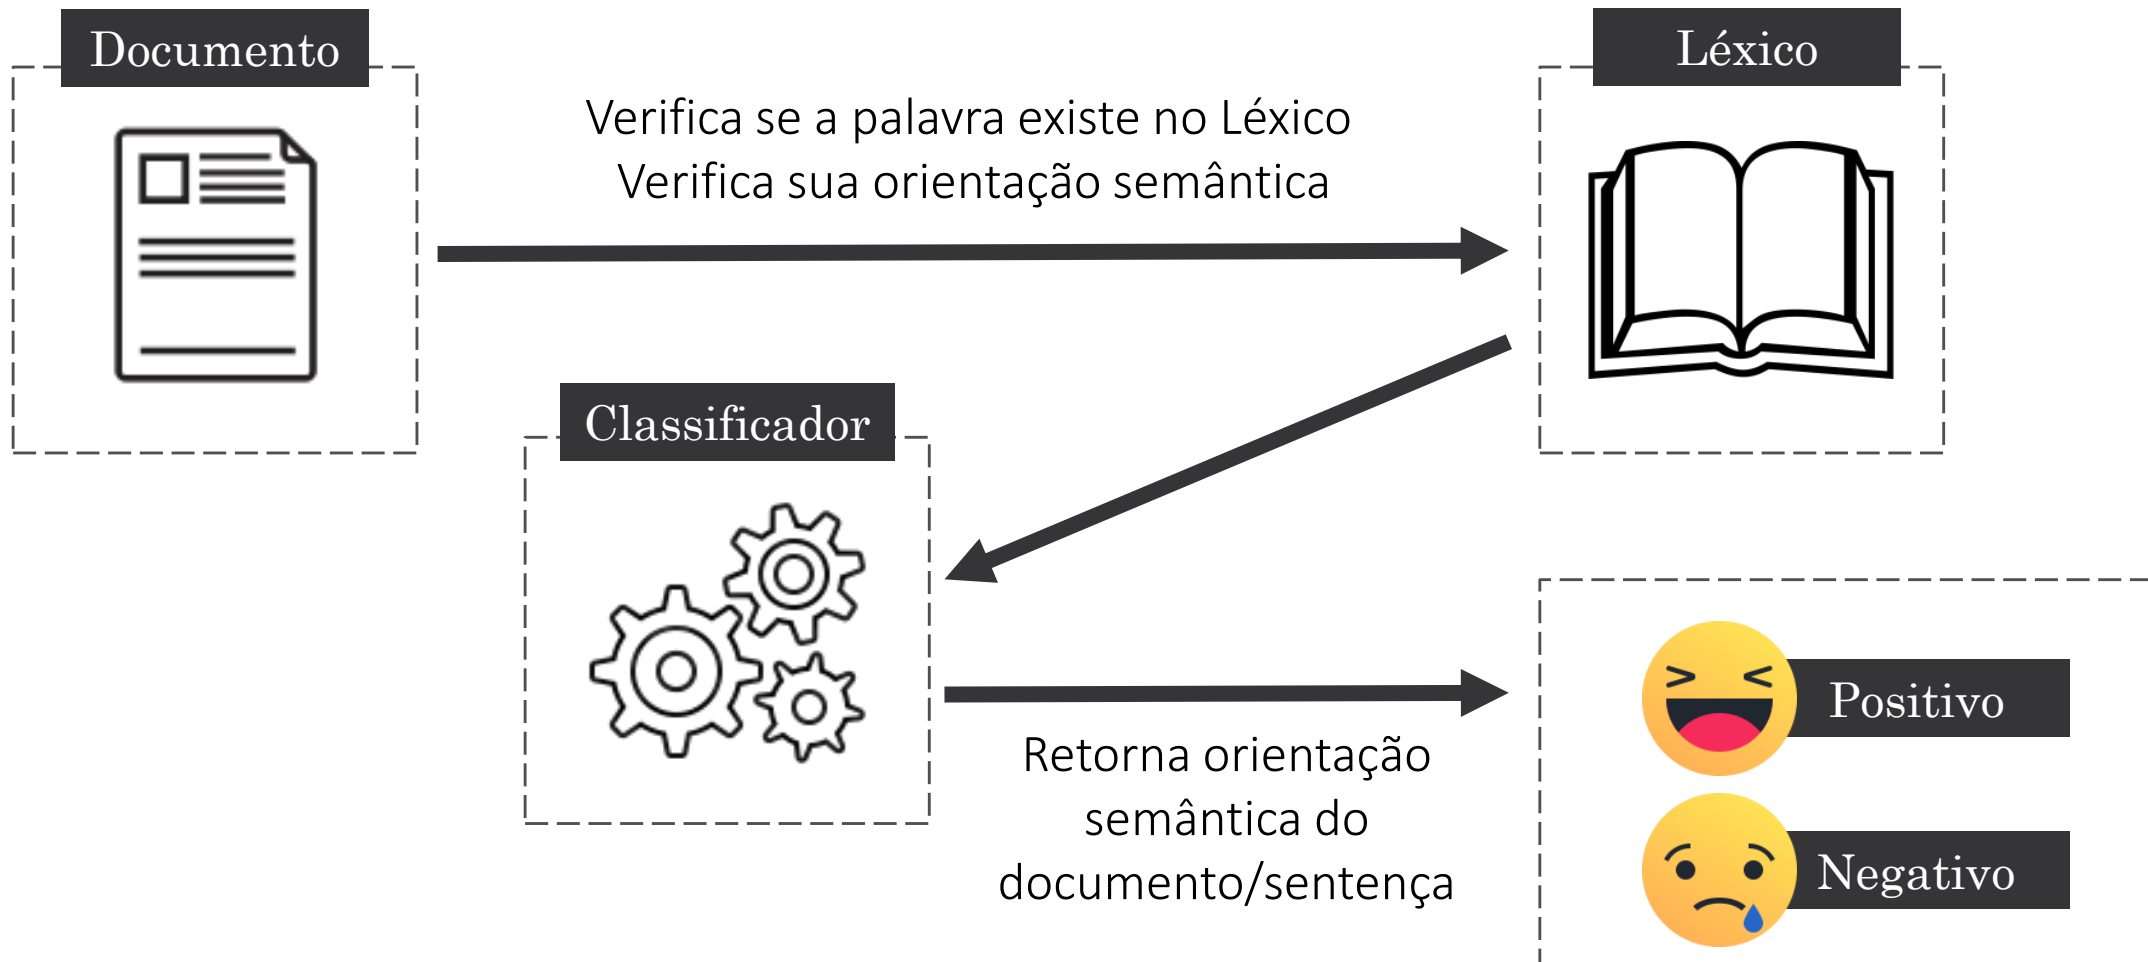 Documento
Léxico
Verifica se a palavra existe no Léxico
Verifica sua orientação semântica
Classificador
Retorna orientação
semântica do
documento/sentença
Positivo
Negativo